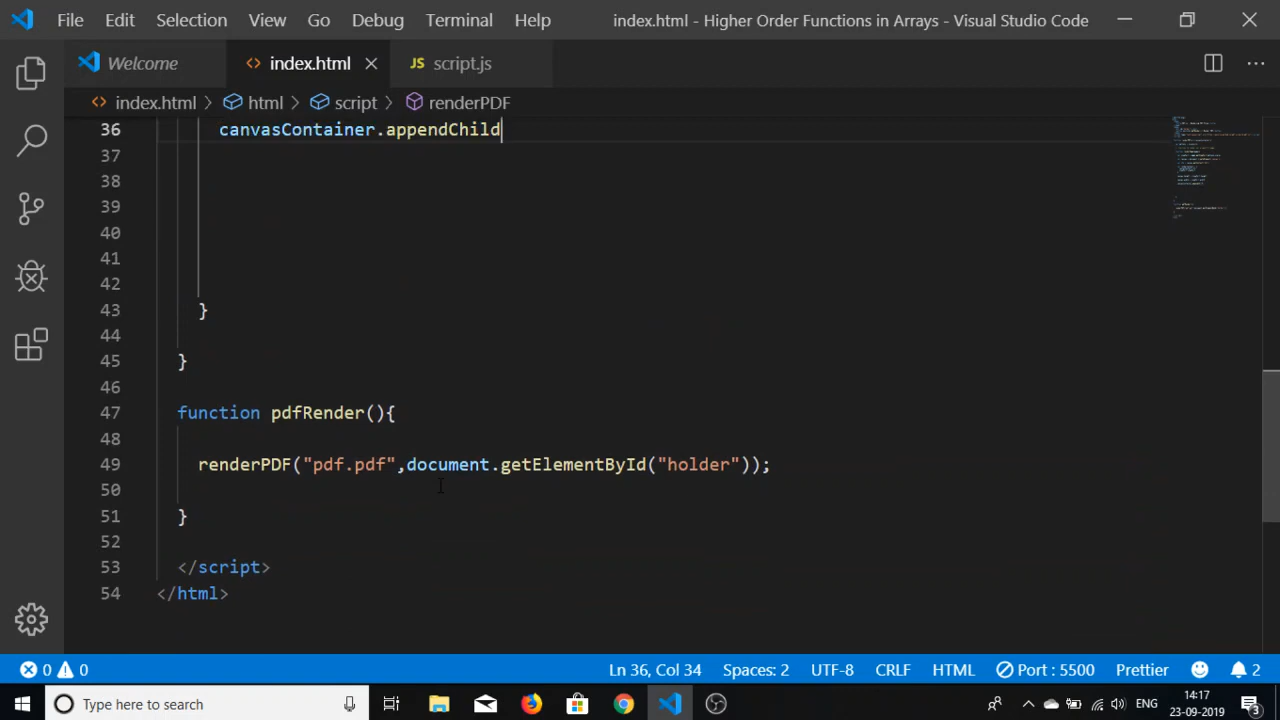 File Edit Selection View Go Debug Terminal Help index.html - Higher Order Functions in Arrays - Visual Studio Code
Welcome index.html JS script.js
index.html html script renderPDF
36 canvasContainer.appendChild
37
38
39
40
41
42
43 }
44
45 }
46
47 function pdfRender(){
48
49 renderPDF("pdf.pdf",document.getElementById("holder"));
50
51 }
52
53 </script>
54 </html>
0 0 Ln 36, Col 34 Spaces: 2 UTF-8 CRLF HTML Port : 5500 Prettier 2
Type here to search ENG 14:17
23-09-2019 3